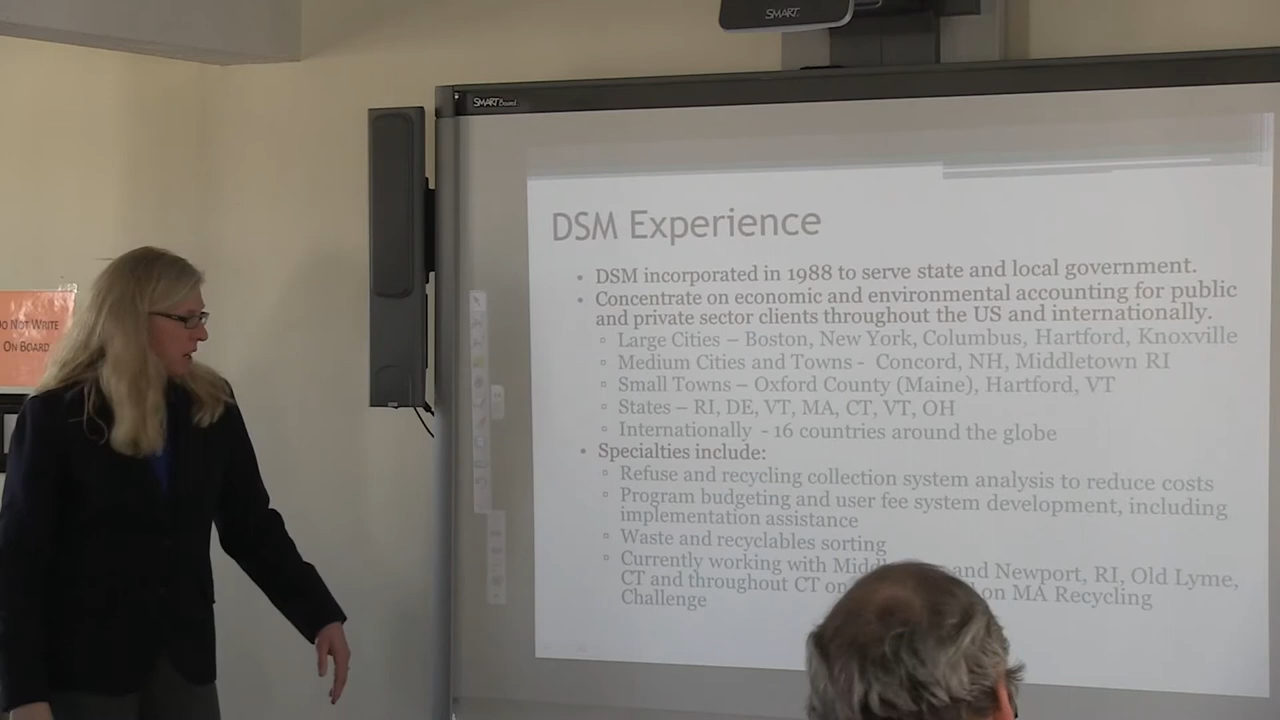 SMART
SMART Board
DSM Experience
• DSM incorporated in 1988 to serve state and local government.
• Concentrate on economic and environmental accounting for public
and private sector clients throughout the US and internationally.
▫ Large Cities – Boston, New York, Columbus, Hartford, Knoxville
▫ Medium Cities and Towns - Concord, NH, Middletown RI
▫ Small Towns – Oxford County (Maine), Hartford, VT
▫ States – RI, DE, VT, MA, CT, VT, OH
▫ Internationally - 16 countries around the globe
• Specialties include:
▫ Refuse and recycling collection system analysis to reduce costs
▫ Program budgeting and user fee system development, including
implementation assistance
▫ Waste and recyclables sorting
▫ Currently working with and Newport, RI, Old Lyme,
CT and throughout CT on on MA Recycling
Challenge
DO NOT WRITE
ON BOARD